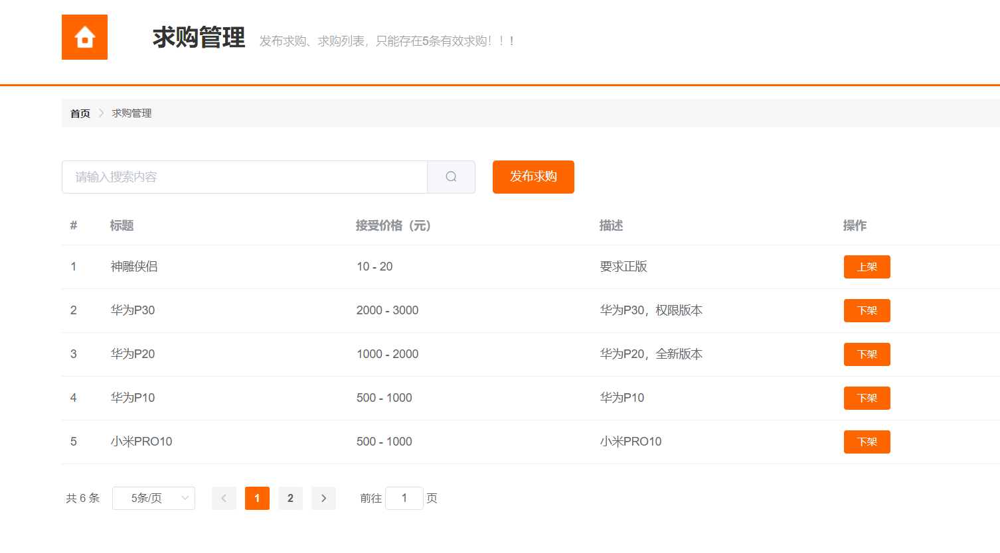 求购管理 发布求购、求购列表，只能存在5条有效求购！！！
首页 求购管理
请输入搜索内容 发布求购
# 标题 接受价格（元） 描述 操作
1 神雕侠侣 10 - 20 要求正版 上架
2 华为P30 2000 - 3000 华为P30，权限版本 下架
3 华为P20 1000 - 2000 华为P20，全新版本 下架
4 华为P10 500 - 1000 华为P10 下架
5 小米PRO10 500 - 1000 小米PRO10 下架
共 6 条 5条/页 1 2 前往 1 页